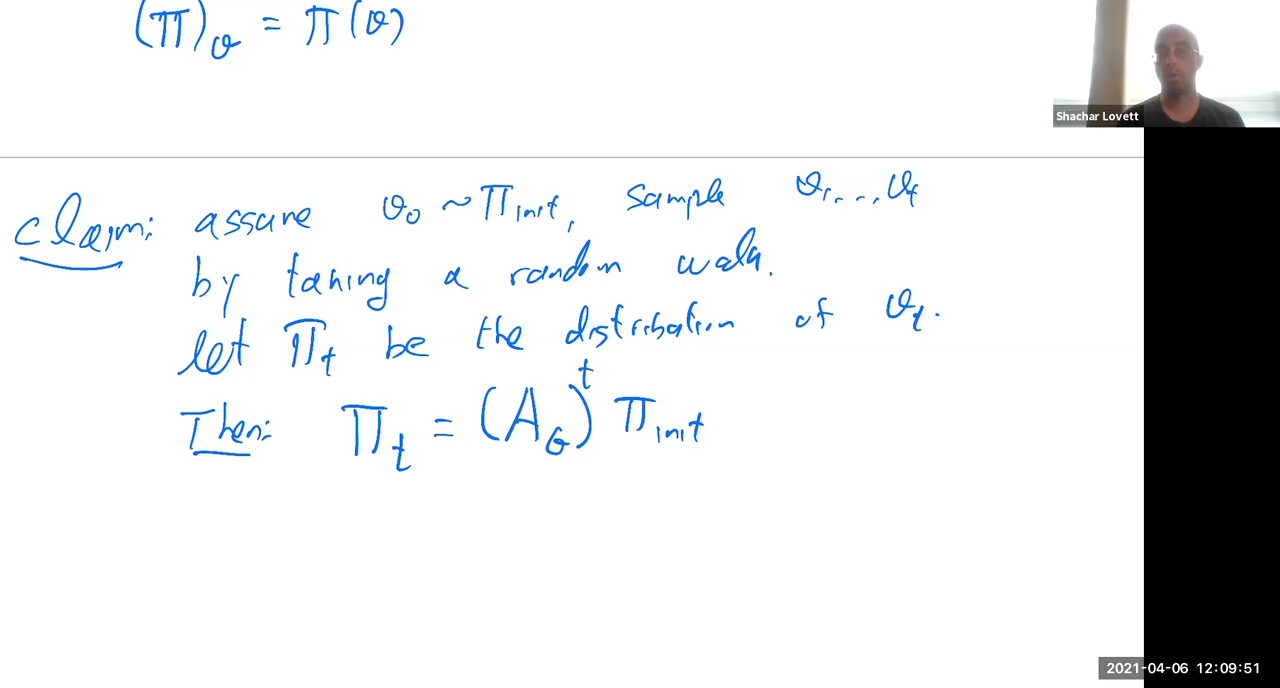 (π)_v = π(v)
Shachar Lovett
Claim: assume v_0 ~ π_init, sample v_1,...,v_t
by taking a random walk.
let π_t be the distribution of v_t.
Then: π_t = (A_G)^t π_init
2021-04-06 12:09:51